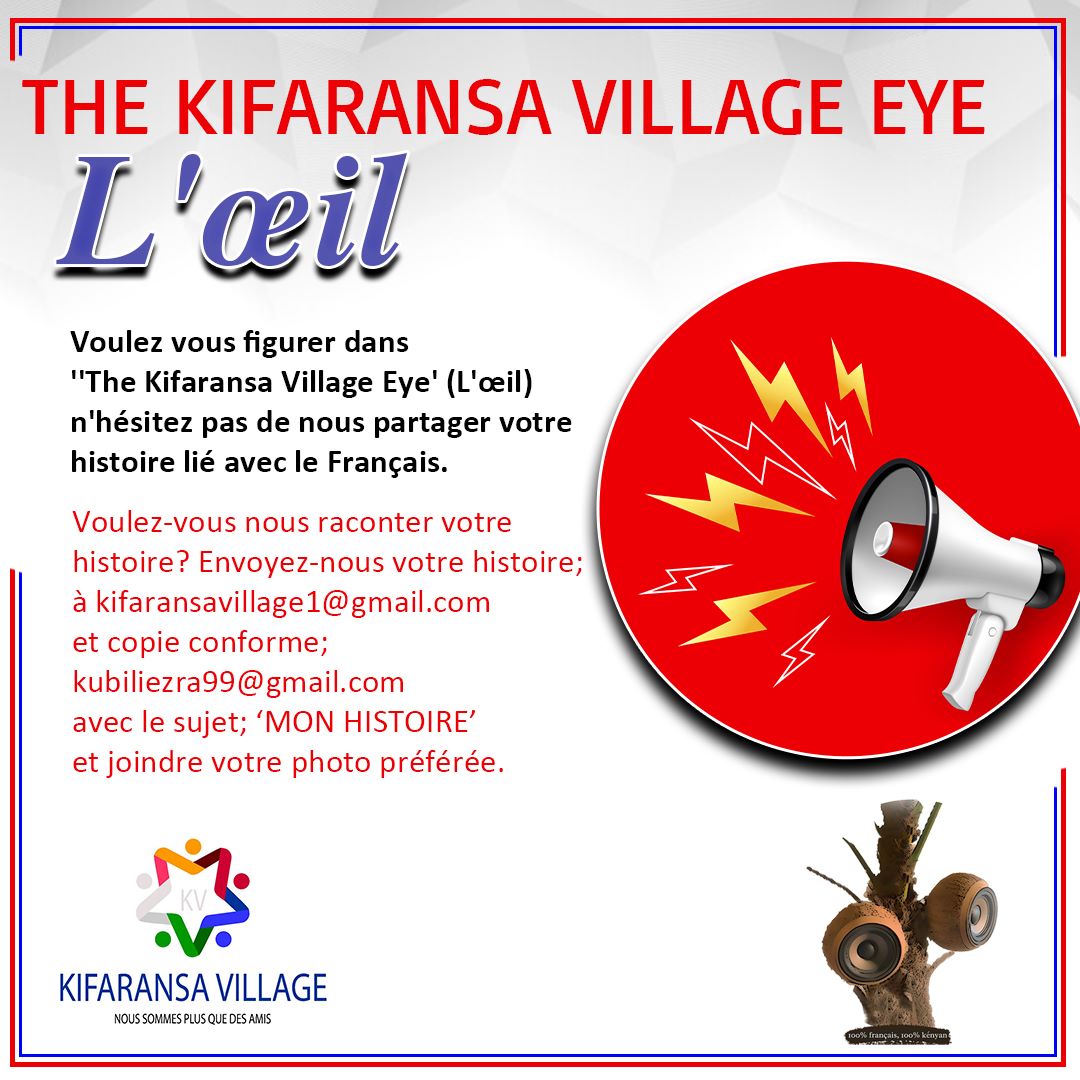 THE KIFARANSA VILLAGE EYE
L'œil
Voulez vous figurer dans
''The Kifaransa Village Eye' (L'œil)
n'hésitez pas de nous partager votre
histoire lié avec le Français.
Voulez-vous nous raconter votre
histoire? Envoyez-nous votre histoire;
à kifaransavillage1@gmail.com
et copie conforme;
kubiliezra99@gmail.com
avec le sujet; ‘MON HISTOIRE’
et joindre votre photo préférée.
KV
KIFARANSA VILLAGE
NOUS SOMMES PLUS QUE DES AMIS
100% français, 100% kényan